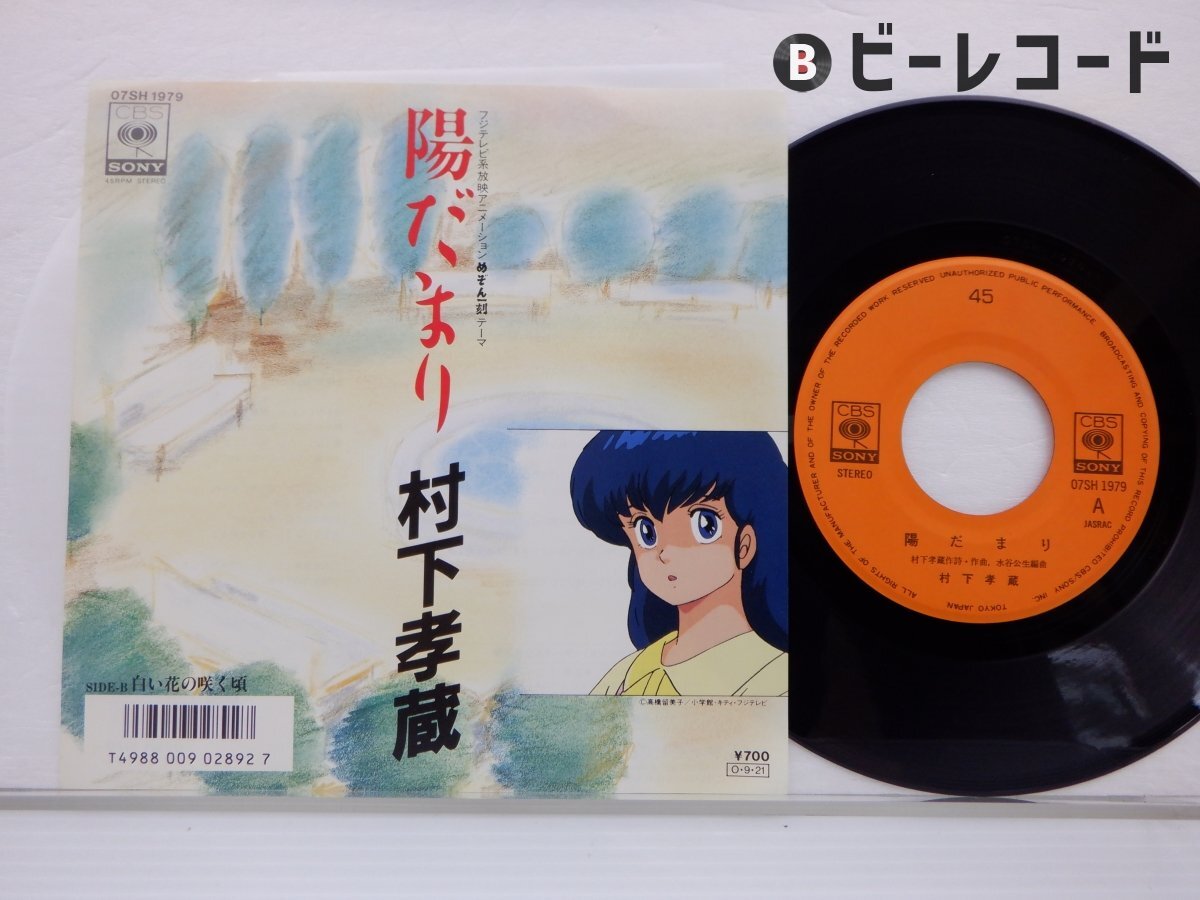 B ビーレコード
07SH 1979
CBS
SONY
45RPM STEREO
陽だまり
フジテレビ系放映アニメーションめぞん一刻テーマ
村下孝蔵
SIDE-B 白い花の咲く頃
T4988 009 02892 7
©高橋留美子/小学館・キティ・フジテレビ
¥700
O・9・21
ALL RIGHTS OF THE MANUFACTURER AND OF THE OWNER OF THE RECORDED WORK RESERVED UNAUTHORIZED PUBLIC PERFORMANCE BROADCASTING AND COPYING OF THIS RECORD PROHIBITED CBS/SONY INC. TOKYO JAPAN
45
CBS
SONY
STEREO
CBS
SONY
07SH 1979
A
JASRAC
陽だまり
村下孝蔵作詩・作曲, 水谷公生編曲
村下孝蔵